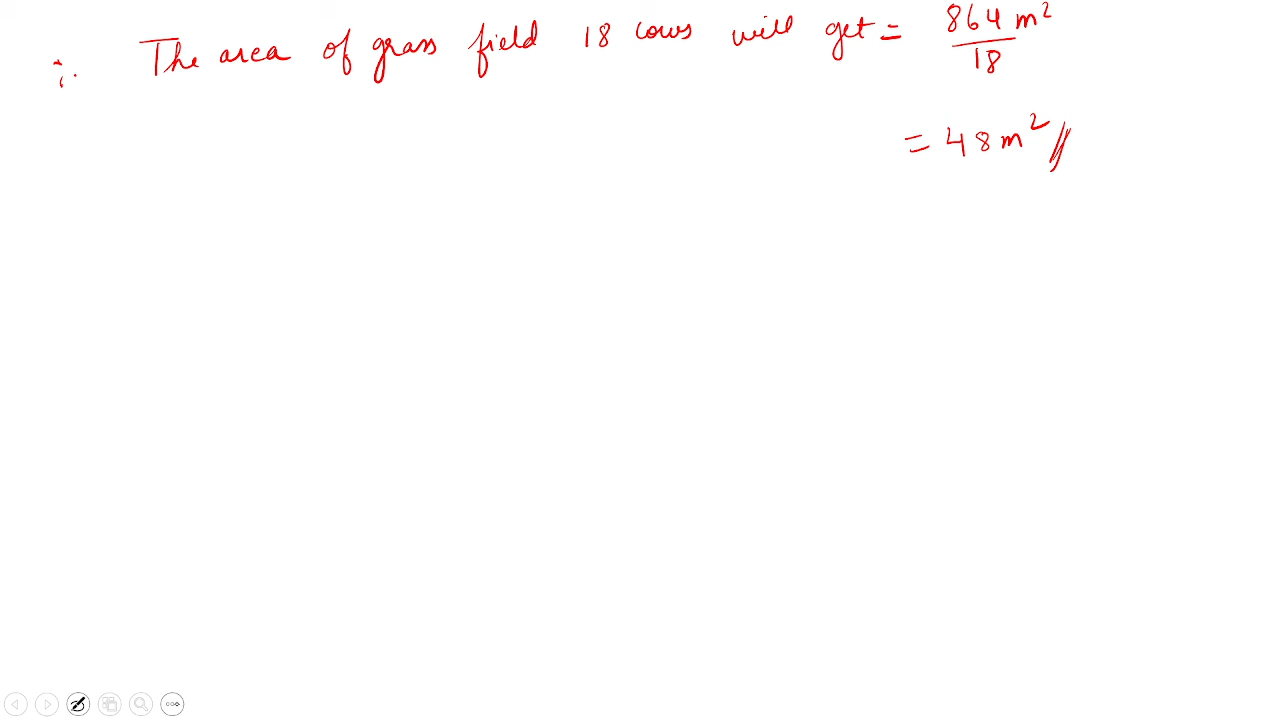 ∴ The area of grass field 18 cows will get = 864 m² / 18
= 48 m² //